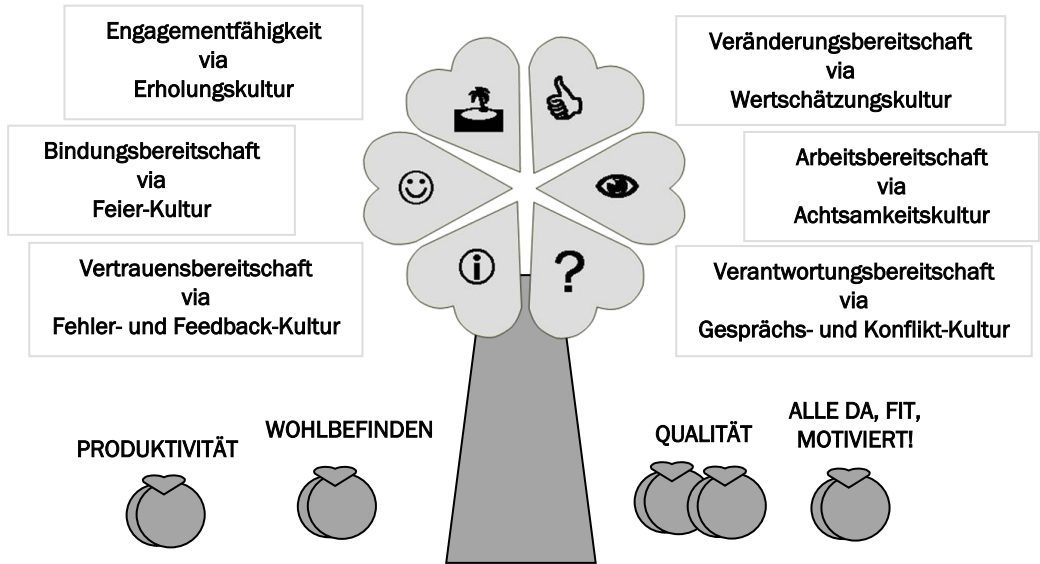 Engagementfähigkeit
via
Erholungskultur
Bindungsbereitschaft
via
Feier-Kultur
Vertrauensbereitschaft
via
Fehler- und Feedback-Kultur
Veränderungsbereitschaft
via
Wertschätzungskultur
Arbeitsbereitschaft
via
Achtsamkeitskultur
Verantwortungsbereitschaft
via
Gesprächs- und Konflikt-Kultur
i
?
PRODUKTIVITÄT
WOHLBEFINDEN
QUALITÄT
ALLE DA, FIT,
MOTIVIERT!